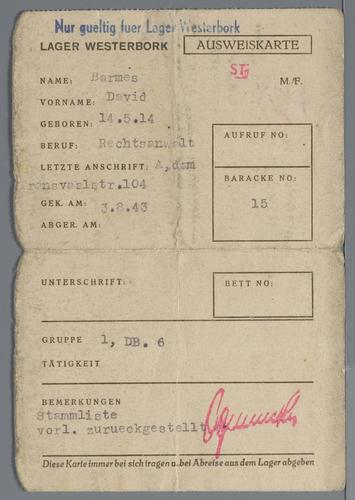 Nur gueltig fuer Lager Westerbork
LAGER WESTERBORK AUSWEISKARTE
NAME: Barmes M./F.
VORNAME: David
GEBOREN: 14.5.14
AUFRUF NO:
BERUF: Rechtsanwalt
LETZTE ANSCHRIFT: A,dam
Transvaalstr.104
BARACKE NO:
15
GEK. AM: 3.8.43
ABGER. AM:
UNTERSCHRIFT:
BETT NO:
GRUPPE 1, DB. 6
TÄTIGKEIT
BEMERKUNGEN
Stammliste
vorl. zurueckgestellt
Diese Karte immer bei sich tragen u. bei Abreise aus dem Lager abgeben